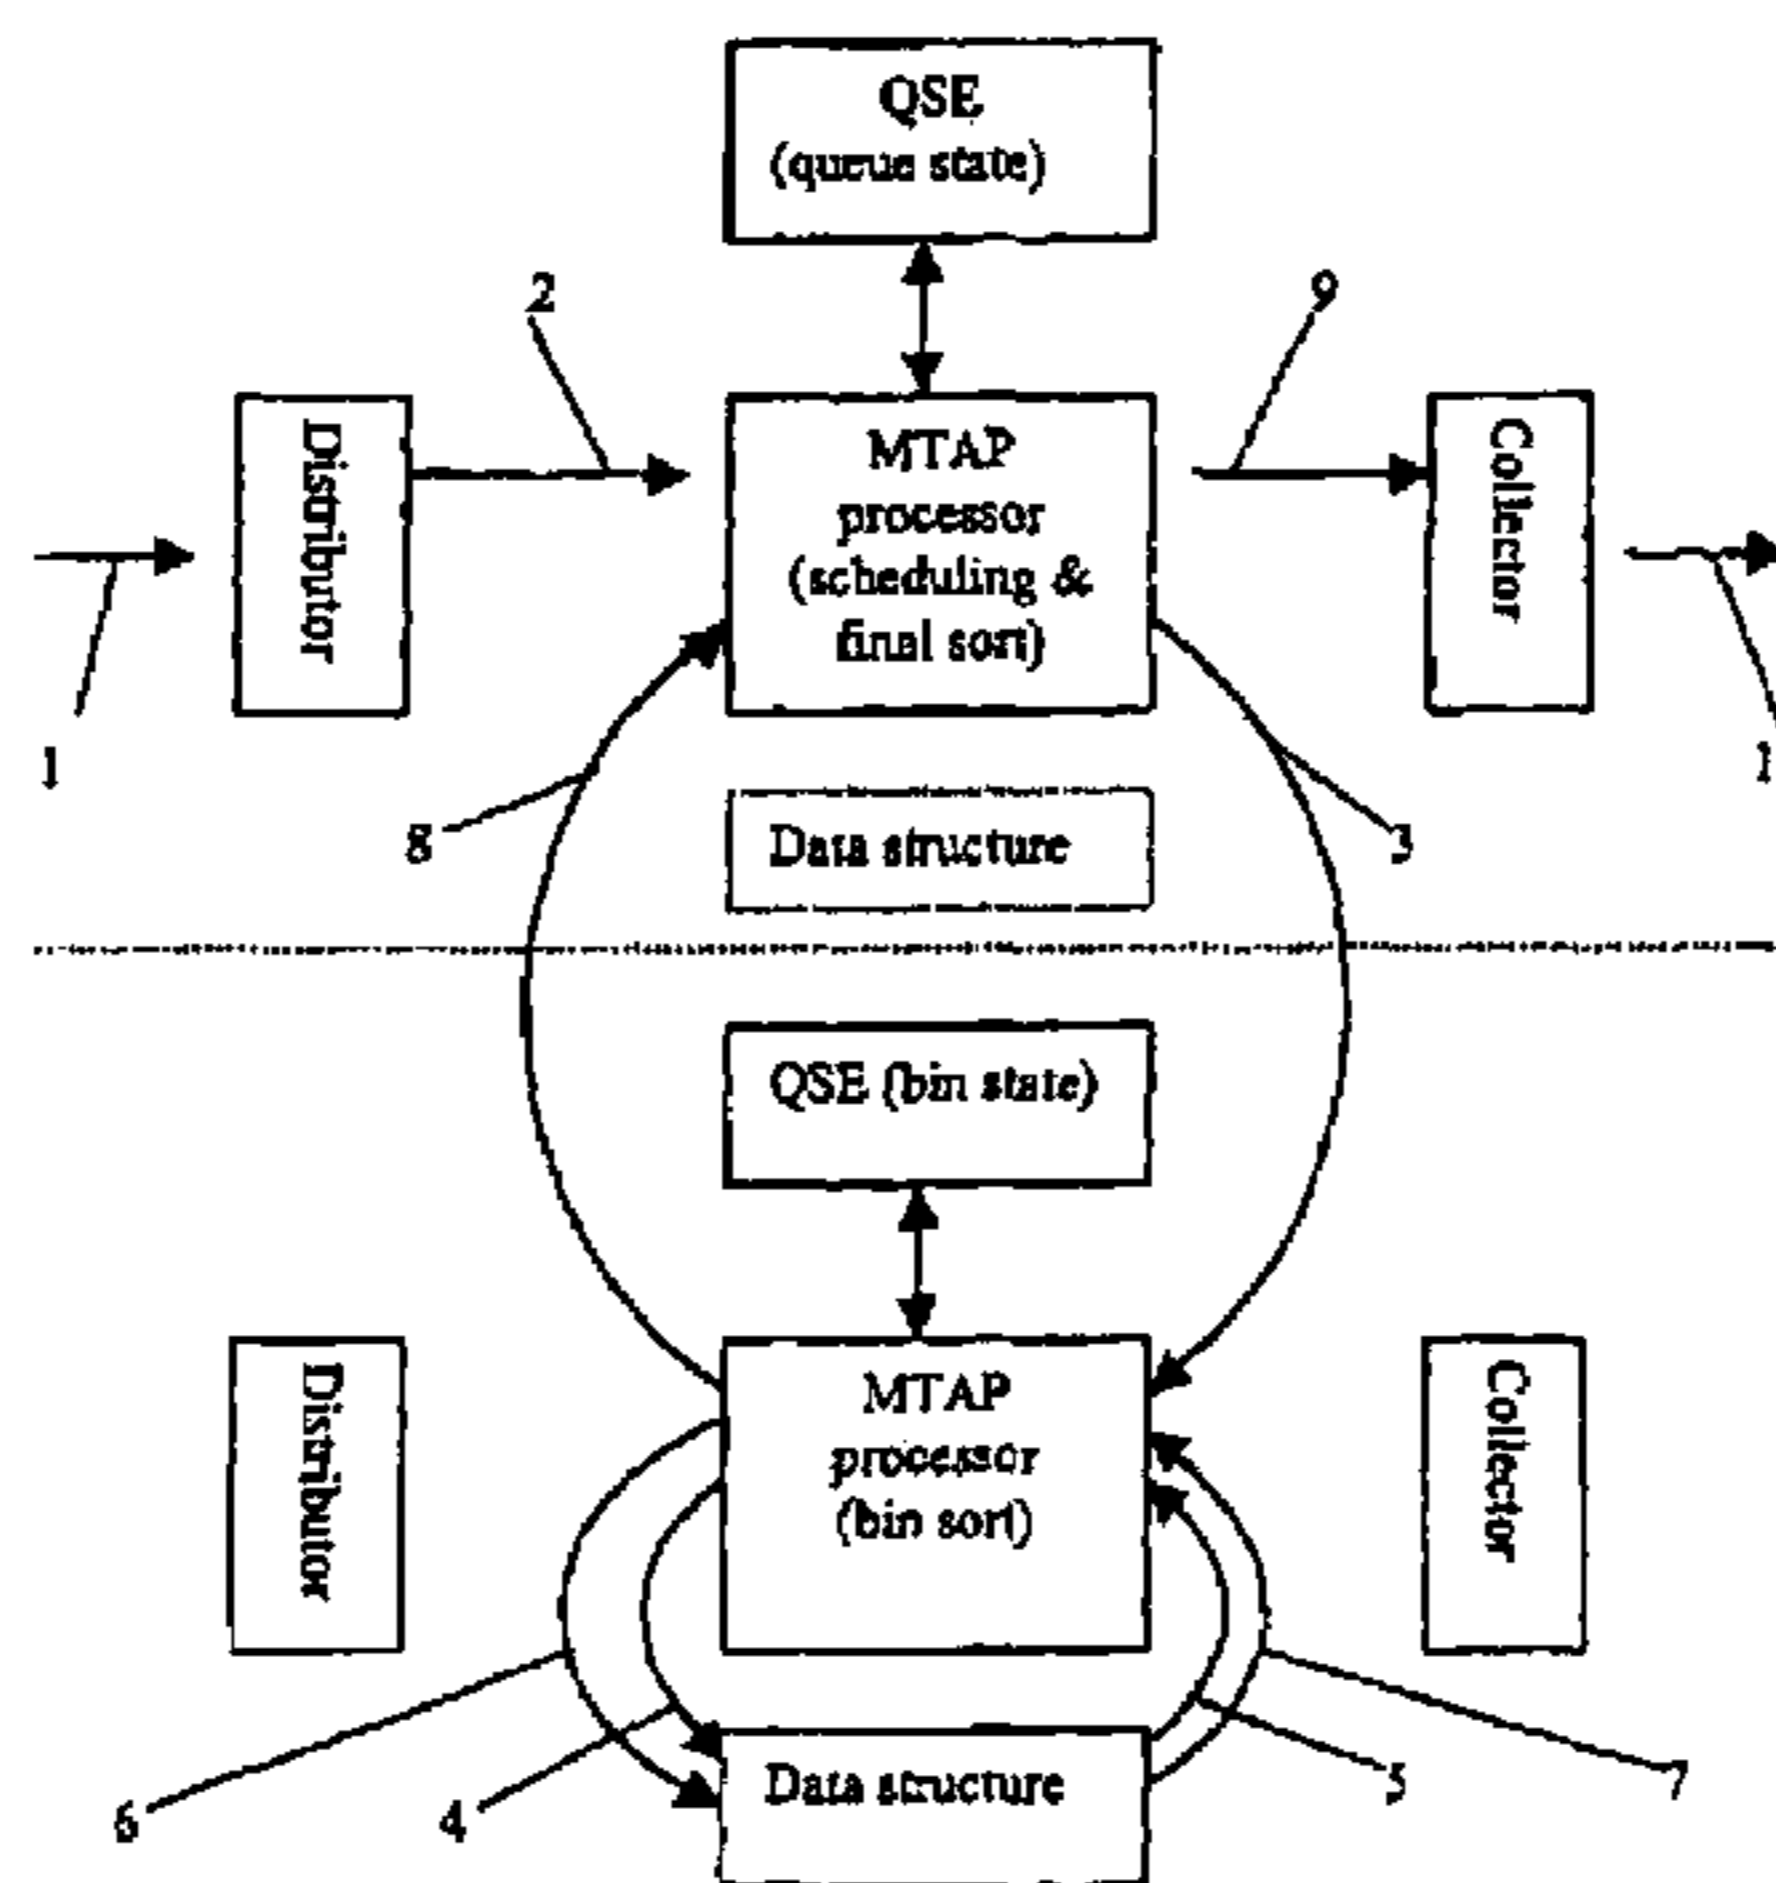 QSE
(queue state)
2
9
Distributor
MTAP
processor
(scheduling &
final sort)
Collector
1
1
8
Data structure
3
QSE (bin state)
Distributor
MTAP
processor
(bin sort)
Collector
Data structure
6
4
5
7